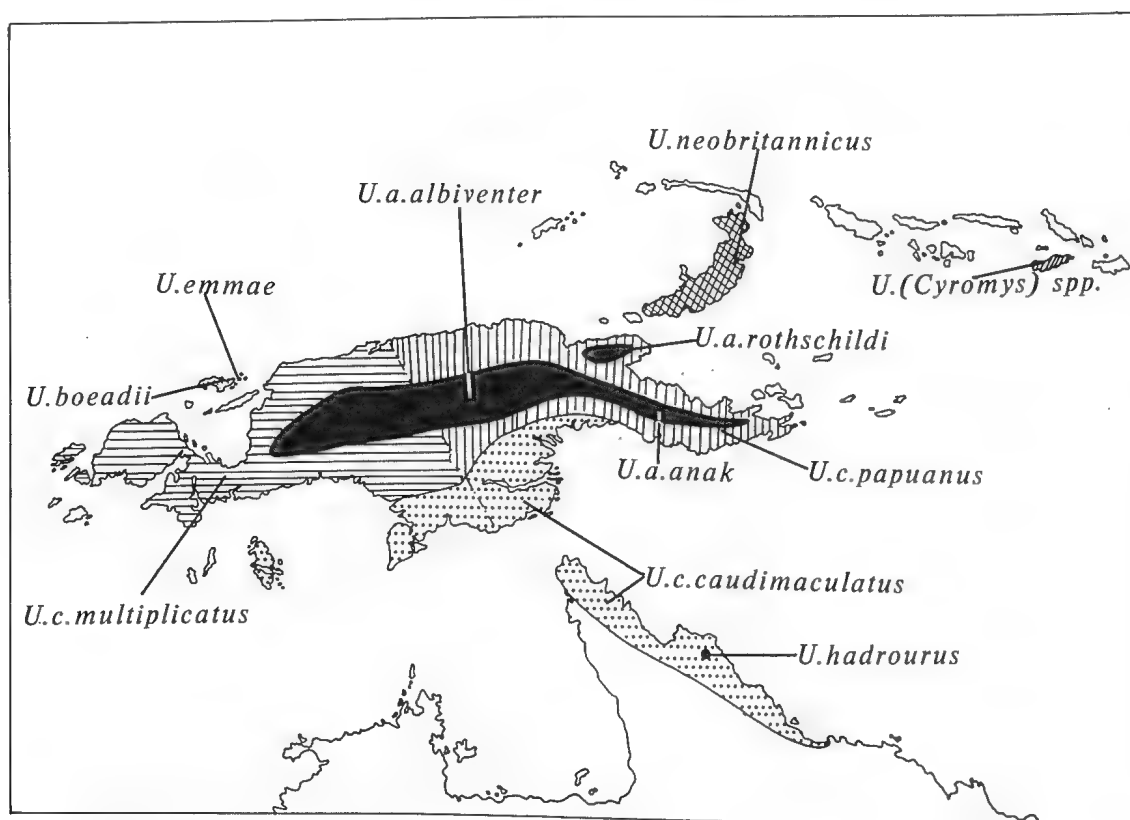 U.neobritannicus
U.a.albiventer
U.emmae
U.(Cyromys) spp.
U.a.rothschildi
U.boeadii
U.a.anak
U.c.papuanus
U.c.caudimaculatus
U.c.multiplicatus
U.hadrourus